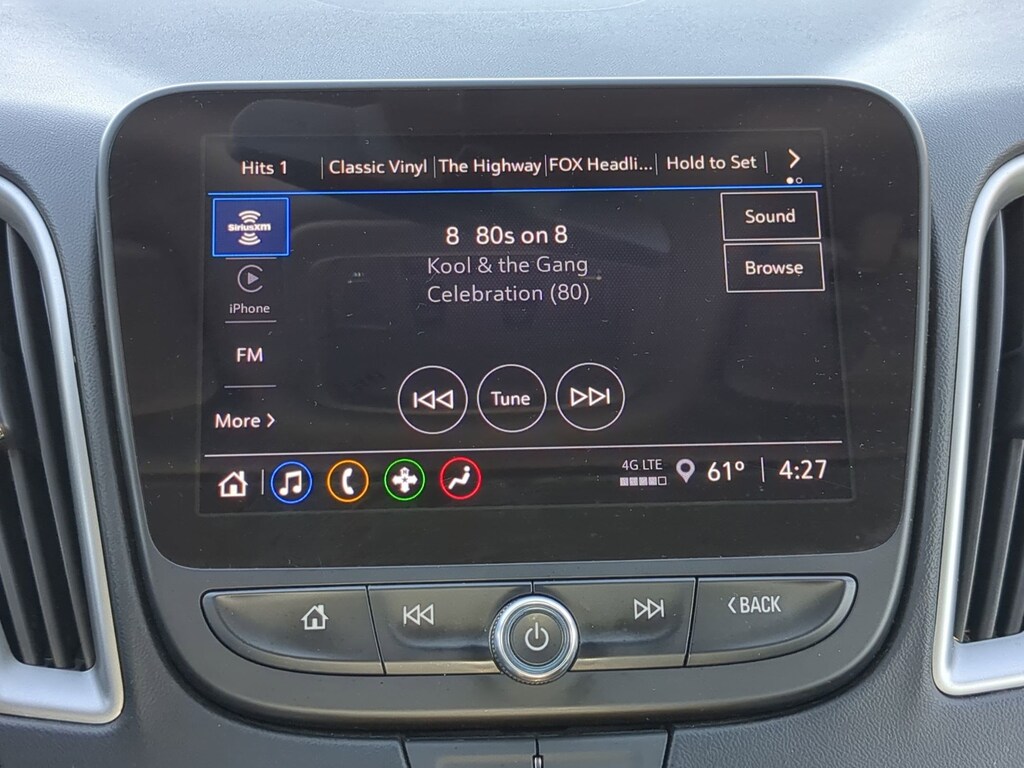 Hits 1 Classic Vinyl The Highway FOX Headli... Hold to Set >
SiriusXM
8 80s on 8
Sound
Kool & the Gang
Browse
iPhone
Celebration (80)
FM
Tune
More >
4G LTE
61° 4:27
<BACK